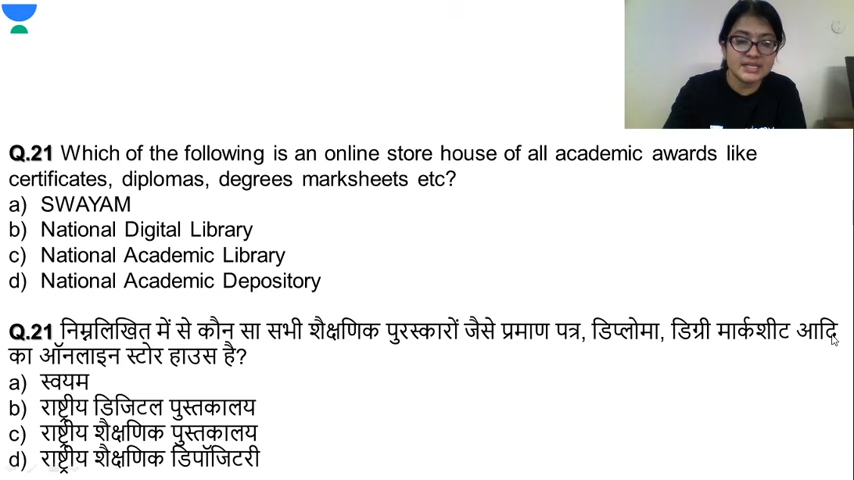 Q.21 Which of the following is an online store house of all academic awards like
certificates, diplomas, degrees marksheets etc?
a) SWAYAM
b) National Digital Library
c) National Academic Library
d) National Academic Depository
Q.21 निम्नलिखित में से कौन सा सभी शैक्षणिक पुरस्कारों जैसे प्रमाण पत्र, डिप्लोमा, डिग्री मार्कशीट आदि
का ऑनलाइन स्टोर हाउस है?
a) स्वयम
b) राष्ट्रीय डिजिटल पुस्तकालय
c) राष्ट्रीय शैक्षणिक पुस्तकालय
d) राष्ट्रीय शैक्षणिक डिपॉजिटरी